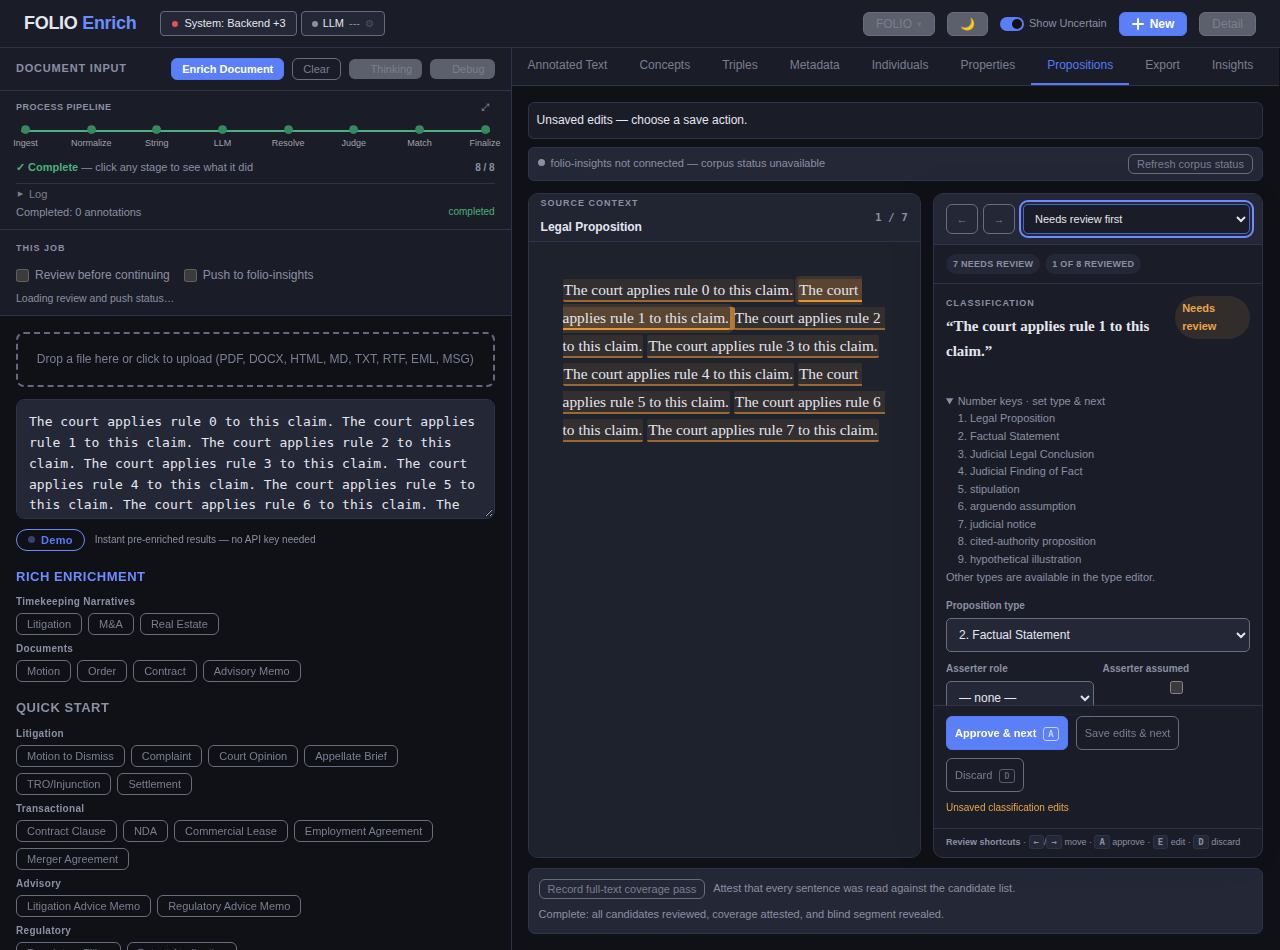 FOLIO Enrich
System: Backend +3
LLM ---
FOLIO
Show Uncertain
New
Detail
DOCUMENT INPUT
Enrich Document
Clear
Thinking
Debug
PROCESS PIPELINE
Ingest
Normalize
String
LLM
Resolve
Judge
Match
Finalize
✓ Complete — click any stage to see what it did
8 / 8
Log
Completed: 0 annotations
completed
THIS JOB
Review before continuing
Push to folio-insights
Loading review and push status…
Drop a file here or click to upload (PDF, DOCX, HTML, MD, TXT, RTF, EML, MSG)
The court applies rule 0 to this claim. The court applies
rule 1 to this claim. The court applies rule 2 to this
claim. The court applies rule 3 to this claim. The court
applies rule 4 to this claim. The court applies rule 5 to
this claim. The court applies rule 6 to this claim. The
Demo
Instant pre-enriched results — no API key needed
RICH ENRICHMENT
Timekeeping Narratives
Litigation
M&A
Real Estate
Documents
Motion
Order
Contract
Advisory Memo
QUICK START
Litigation
Motion to Dismiss
Complaint
Court Opinion
Appellate Brief
TRO/Injunction
Settlement
Transactional
Contract Clause
NDA
Commercial Lease
Employment Agreement
Merger Agreement
Advisory
Litigation Advice Memo
Regulatory Advice Memo
Regulatory
Annotated Text
Concepts
Triples
Metadata
Individuals
Properties
Propositions
Export
Insights
Unsaved edits — choose a save action.
folio-insights not connected — corpus status unavailable
Refresh corpus status
SOURCE CONTEXT
Legal Proposition
1 / 7
The court applies rule 0 to this claim. The court
applies rule 1 to this claim. The court applies rule 2
to this claim. The court applies rule 3 to this claim.
The court applies rule 4 to this claim. The court
applies rule 5 to this claim. The court applies rule 6
to this claim. The court applies rule 7 to this claim.
←
→
Needs review first
7 NEEDS REVIEW
1 OF 8 REVIEWED
CLASSIFICATION
“The court applies rule 1 to this
claim.”
Needs
review
Number keys · set type & next
1. Legal Proposition
2. Factual Statement
3. Judicial Legal Conclusion
4. Judicial Finding of Fact
5. stipulation
6. arguendo assumption
7. judicial notice
8. cited-authority proposition
9. hypothetical illustration
Other types are available in the type editor.
Proposition type
2. Factual Statement
Asserter role
Asserter assumed
— none —
Approve & next A
Save edits & next
Discard D
Unsaved classification edits
Review shortcuts · ←/→ move · A approve · E edit · D discard
Record full-text coverage pass
Attest that every sentence was read against the candidate list.
Complete: all candidates reviewed, coverage attested, and blind segment revealed.